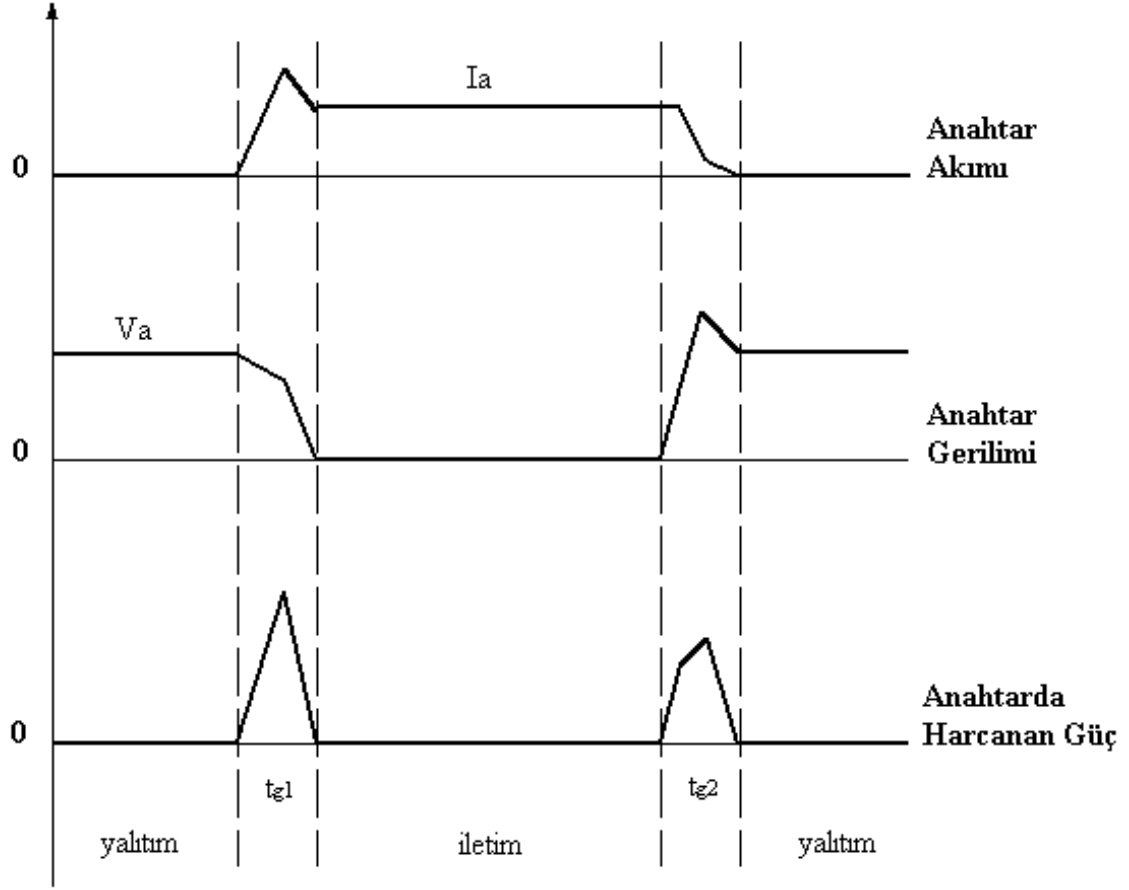 Ia
Anahtar
Akımı
0
Va
Anahtar
Gerilimi
0
Anahtarda
Harcanan Güç
0
tg1
tg2
yalıtım
iletim
yalıtım